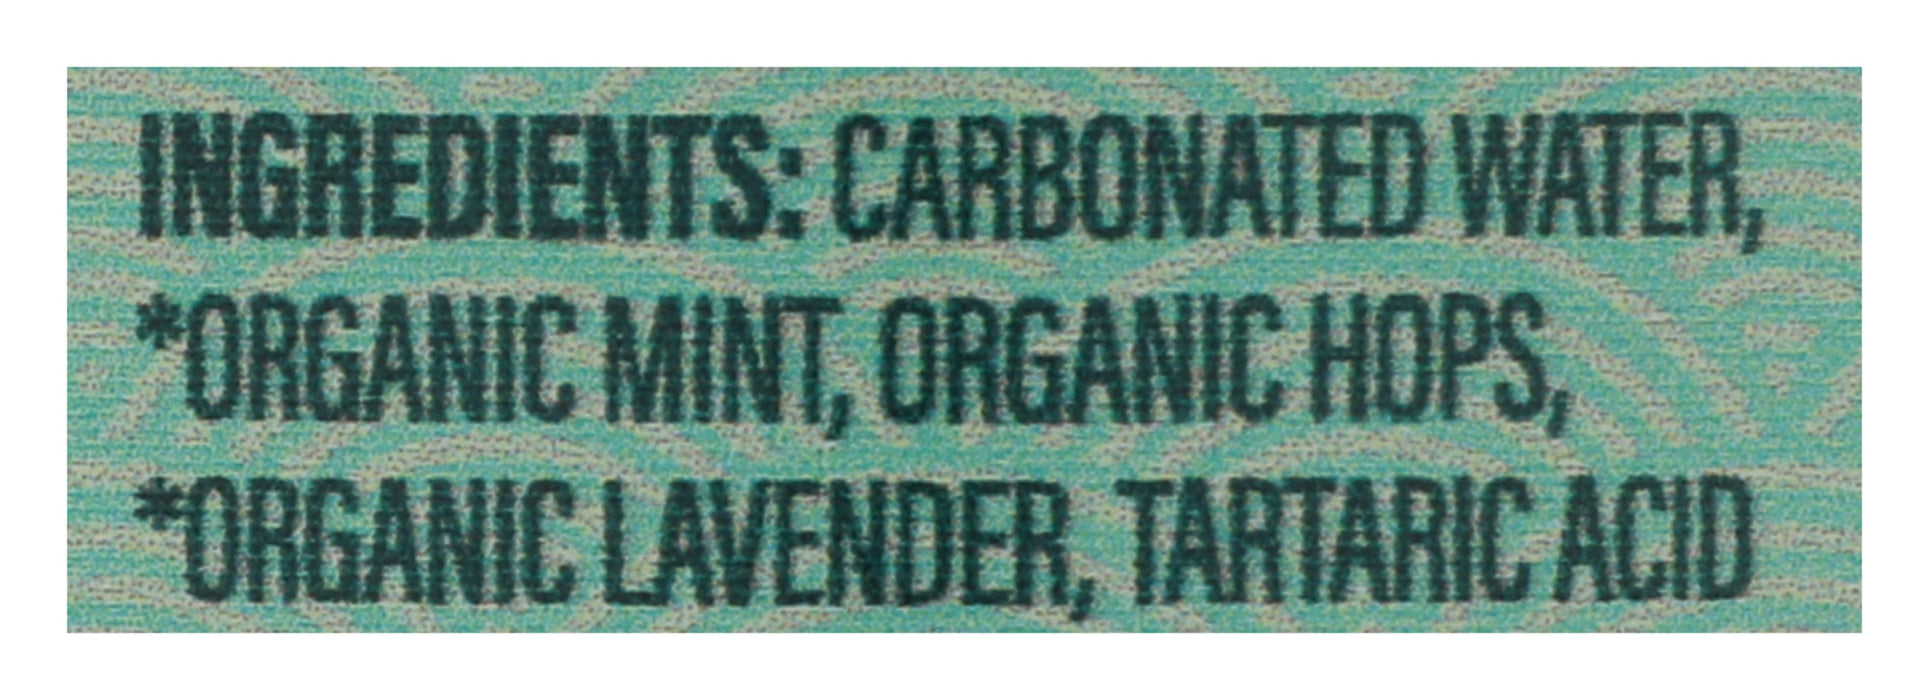 INGREDIENTS: CARBONATED WATER,
*ORGANIC MINT, ORGANIC HOPS,
*ORGANIC LAVENDER, TARTARIC ACID